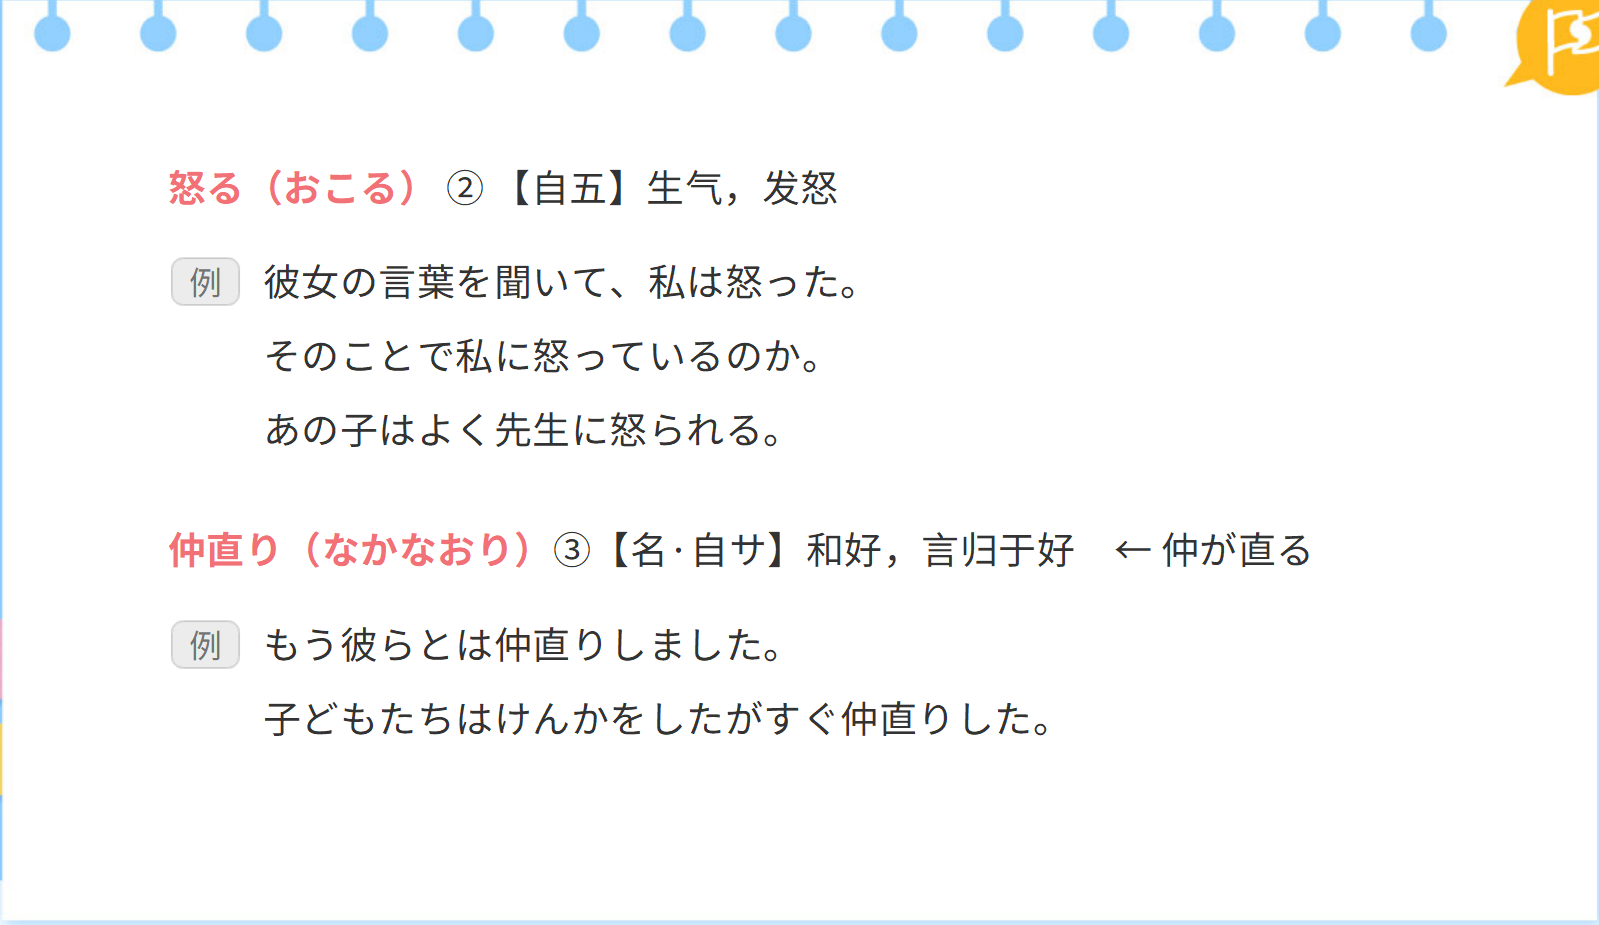 怒る（おこる） ② 【自五】生气，发怒
例 彼女の言葉を聞いて、私は怒った。
そのことで私に怒っているのか。
あの子はよく先生に怒られる。
仲直り（なかなおり）③【名·自サ】和好，言归于好 ← 仲が直る
例 もう彼らとは仲直りしました。
子どもたちはけんかをしたがすぐ仲直りした。